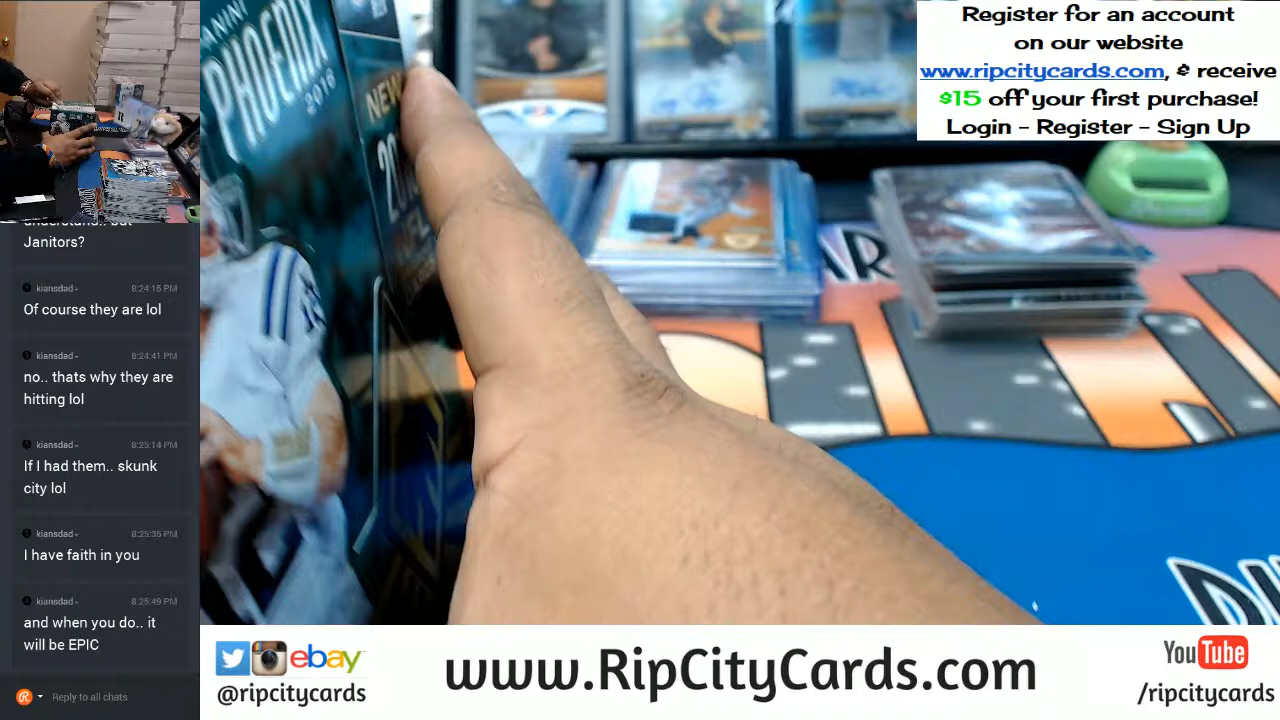 Register for an account
on our website
www.ripcitycards.com, & receive
$15 off your first purchase!
Login - Register - Sign Up
PHOENIX
2018
NEW
understand.. but
Janitors?
kiansdad
8:24:15 PM
Of course they are lol
kiansdad
8:24:41 PM
no.. thats why they are
hitting lol
kiansdad
8:25:14 PM
If I had them.. skunk
city lol
kiansdad
8:25:35 PM
I have faith in you
kiansdad
8:25:49 PM
and when you do.. it
will be EPIC
Reply to all chats
ebay
@ripcitycards
www.RipCityCards.com
YouTube
/ripcitycards